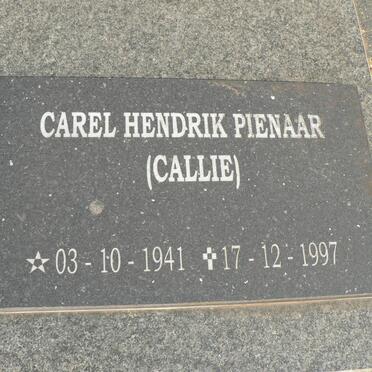 CAREL HENDRIK PIENAAR
(CALLIE)
☆ 03 - 10 - 1941 ✝ 17 - 12 - 1997